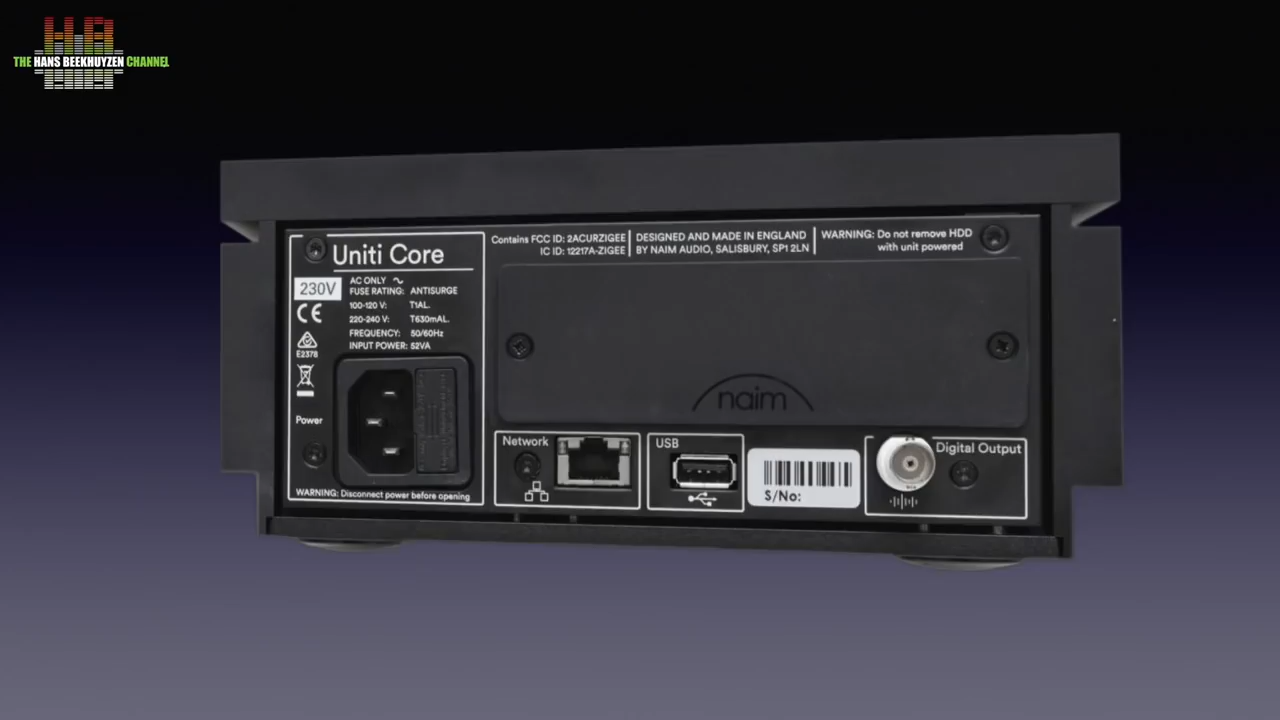 THE HANS BEEKHUYZEN CHANNEL
Uniti Core
230V
AC ONLY
FUSE RATING: ANTISURGE
100-120 V: T1AL.
220-240 V: T630mAL.
FREQUENCY: 50/60Hz
INPUT POWER: 52VA
CE
E2378
Power
WARNING: Disconnect power before opening
Contains FCC ID: 2ACURZIGEE
IC ID: 12217A-ZIGEE
DESIGNED AND MADE IN ENGLAND
BY NAIM AUDIO, SALISBURY, SP1 2LN
WARNING: Do not remove HDD
with unit powered
naim
Network
USB
S/No:
Digital Output